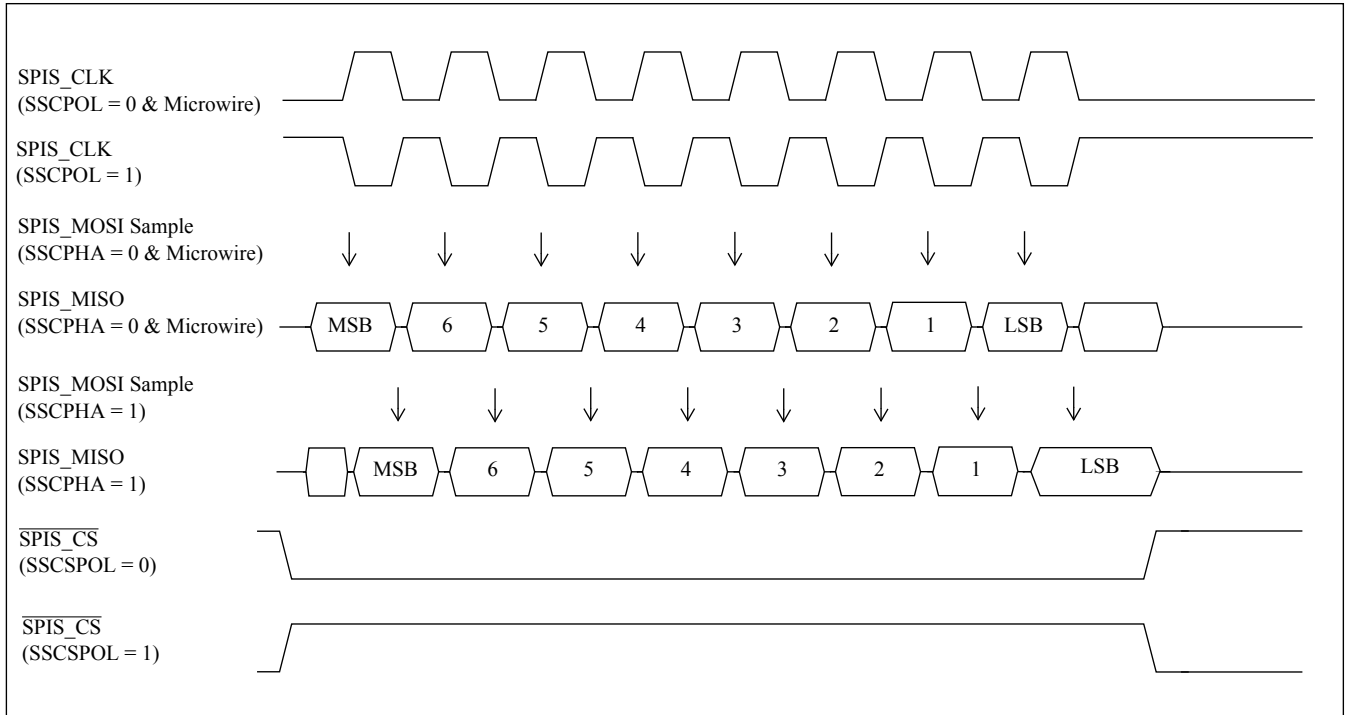 SPIS_CLK
(SSCPOL = 0 & Microwire)
SPIS_CLK
(SSCPOL = 1)
SPIS_MOSI Sample
(SSCPHA = 0 & Microwire)
SPIS_MISO
(SSCPHA = 0 & Microwire)
MSB 6 5 4 3 2 1 LSB
SPIS_MOSI Sample
(SSCPHA = 1)
SPIS_MISO
(SSCPHA = 1)
MSB 6 5 4 3 2 1 LSB
SPIS_CS
(SSCSPOL = 0)
SPIS_CS
(SSCSPOL = 1)